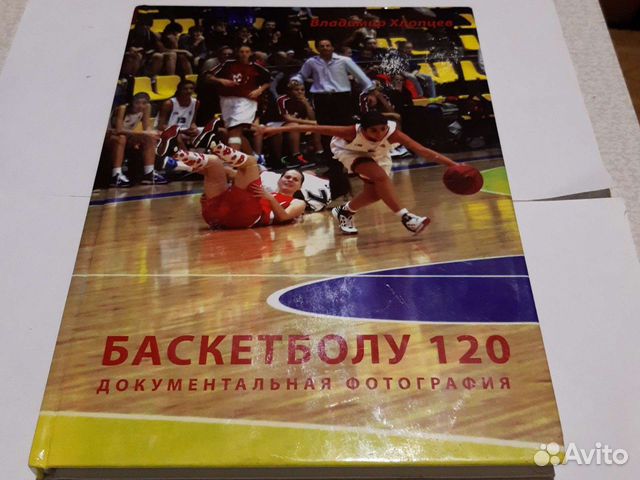 Владимир Хлопцев
БАСКЕТБОЛУ 120
ДОКУМЕНТАЛЬНАЯ ФОТОГРАФИЯ
Avito